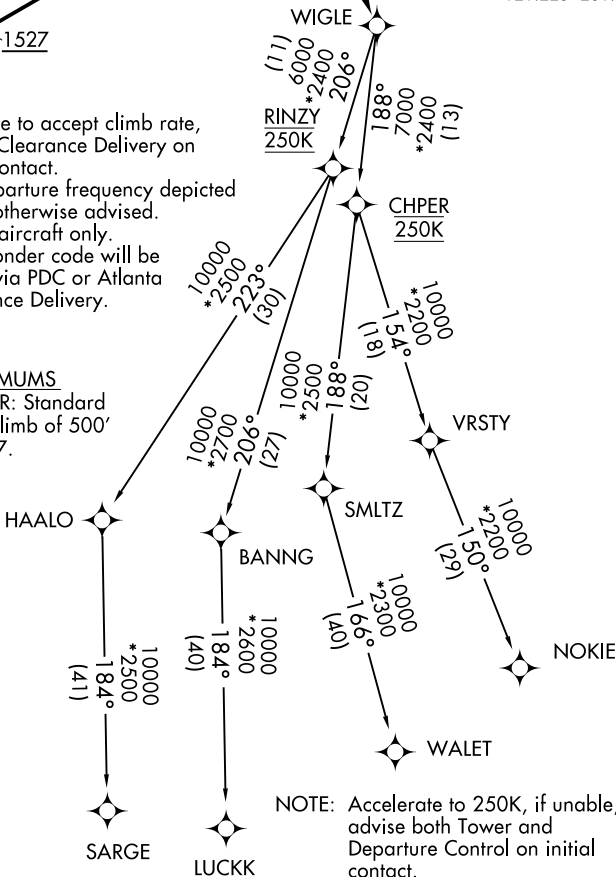 WIGLE
1527
(11)
6000
*2400
206°
188°
7000
*2400
(13)
RINZY
250K
e to accept climb rate,
Clearance Delivery on
ontact.
parture frequency depicted
otherwise advised.
aircraft only.
onder code will be
via PDC or Atlanta
nce Delivery.
CHPER
250K
10000
*2500
223°
(30)
10000
*2200
154°
(18)
10000
*2500
188°
(20)
MUMS
R: Standard
limb of 500'
7.
10000
*2700
206°
(27)
VRSTY
HAALO
SMLTZ
BANNG
10000
*2200
150°
(29)
10000
*2300
166°
(40)
10000
*2500
184°
(41)
10000
*2600
184°
(40)
NOKIE
WALET
NOTE: Accelerate to 250K, if unable,
advise both Tower and
Departure Control on initial
contact.
SARGE
LUCKK